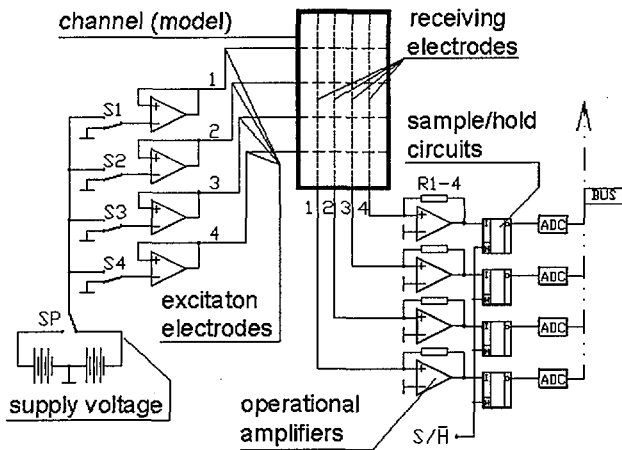 channel (model)
receiving
electrodes
sample/hold
circuits
1
S1
2
S2
3
S3
4
S4
1 2 3 4
R1-4
I
ADC
BUS
I
ADC
I
ADC
I
ADC
excitaton
electrodes
SP
supply voltage
operational
amplifiers
S/H̅